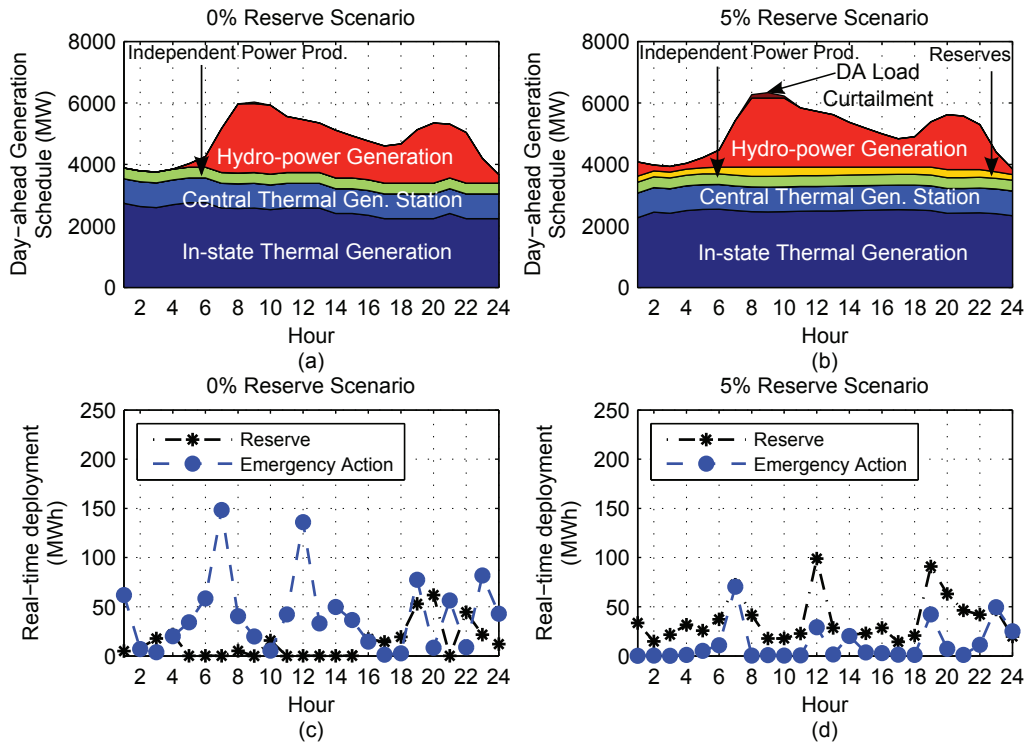 0% Reserve Scenario
Day-ahead Generation
Schedule (MW)
8000
6000
4000
2000
0
Independent Power Prod.
Hydro-power Generation
Central Thermal Gen. Station
In-state Thermal Generation
2 4 6 8 10 12 14 16 18 20 22 24
Hour
(a)
5% Reserve Scenario
Day-ahead Generation
Schedule (MW)
8000
6000
4000
2000
0
Independent Power Prod.
Reserves
DA Load
Curtailment
Hydro-power Generation
Central Thermal Gen. Station
In-state Thermal Generation
2 4 6 8 10 12 14 16 18 20 22 24
Hour
(b)
0% Reserve Scenario
Real-time deployment
(MWh)
250
200
150
100
50
0
Reserve
Emergency Action
2 4 6 8 10 12 14 16 18 20 22 24
Hour
(c)
5% Reserve Scenario
Real-time deployment
(MWh)
250
200
150
100
50
0
Reserve
Emergency Action
2 4 6 8 10 12 14 16 18 20 22 24
Hour
(d)